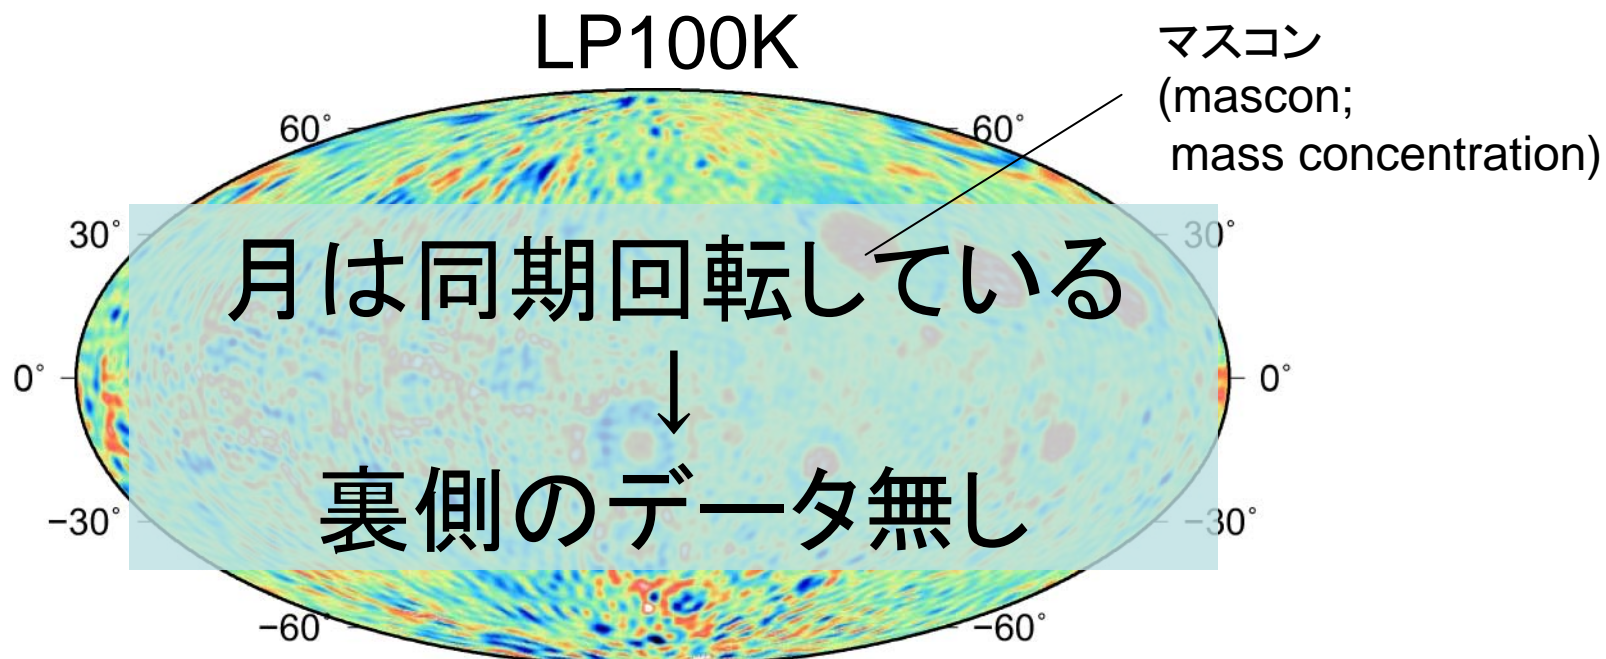 LP100K
マスコン
(mascon;
mass concentration)
60°
60°
30°
30°
月は同期回転している
↓
0°
0°
裏側のデータ無し
−30°
−30°
−60°
−60°